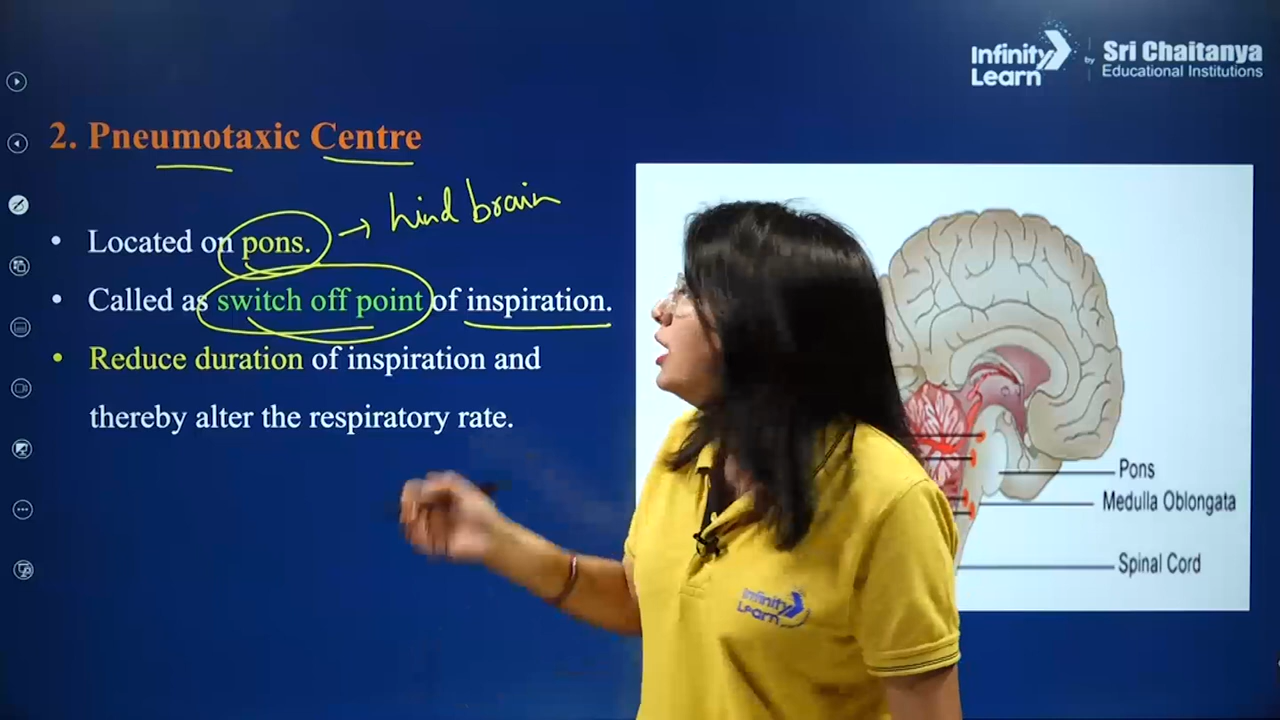 Infinity Learn by Sri Chaitanya Educational Institutions
2. Pneumotaxic Centre
→ hind brain
• Located on pons.
• Called as switch off point of inspiration.
• Reduce duration of inspiration and
thereby alter the respiratory rate.
Pons
Medulla Oblongata
Spinal Cord
Infinity Learn